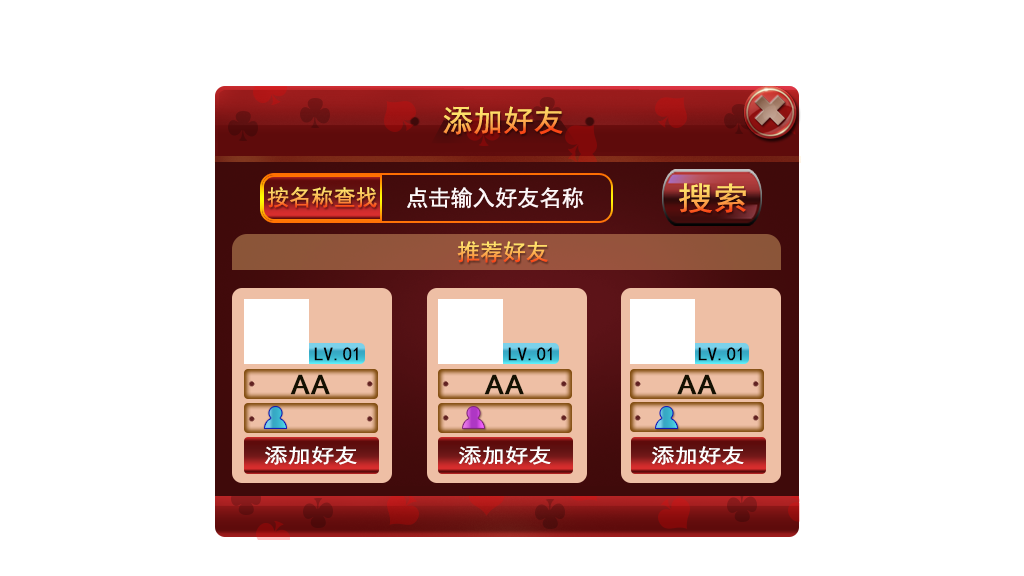 添加好友
按名称查找 点击输入好友名称 搜索
推荐好友
LV.01 LV.01 LV.01
AA AA AA
添加好友 添加好友 添加好友